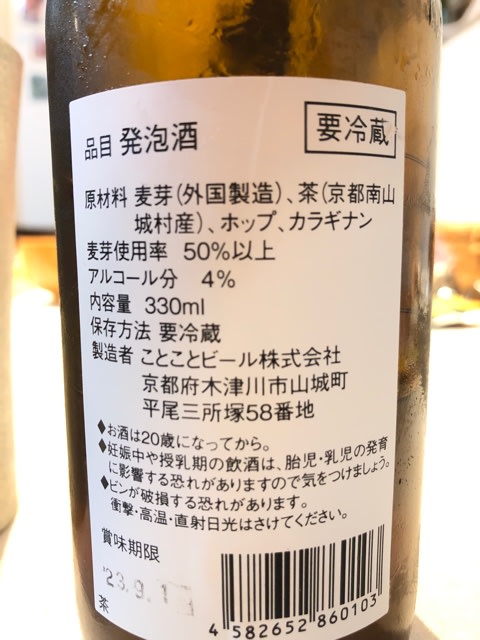 品目 発泡酒
要冷蔵
原材料 麦芽(外国製造)、茶(京都南山
城村産)、ホップ、カラギナン
麦芽使用率 50%以上
アルコール分 4%
内容量 330ml
保存方法 要冷蔵
製造者 ことことビール株式会社
京都府木津川市山城町
平尾三所塚58番地
◆お酒は20歳になってから。
◆妊娠中や授乳期の飲酒は、胎児・乳児の発育
に影響する恐れがありますので気をつけましょう。
◆ビンが破損する恐れがあります。
衝撃・高温・直射日光はさけてください。
賞味期限
'23.9.1
茶
4 582652 860103